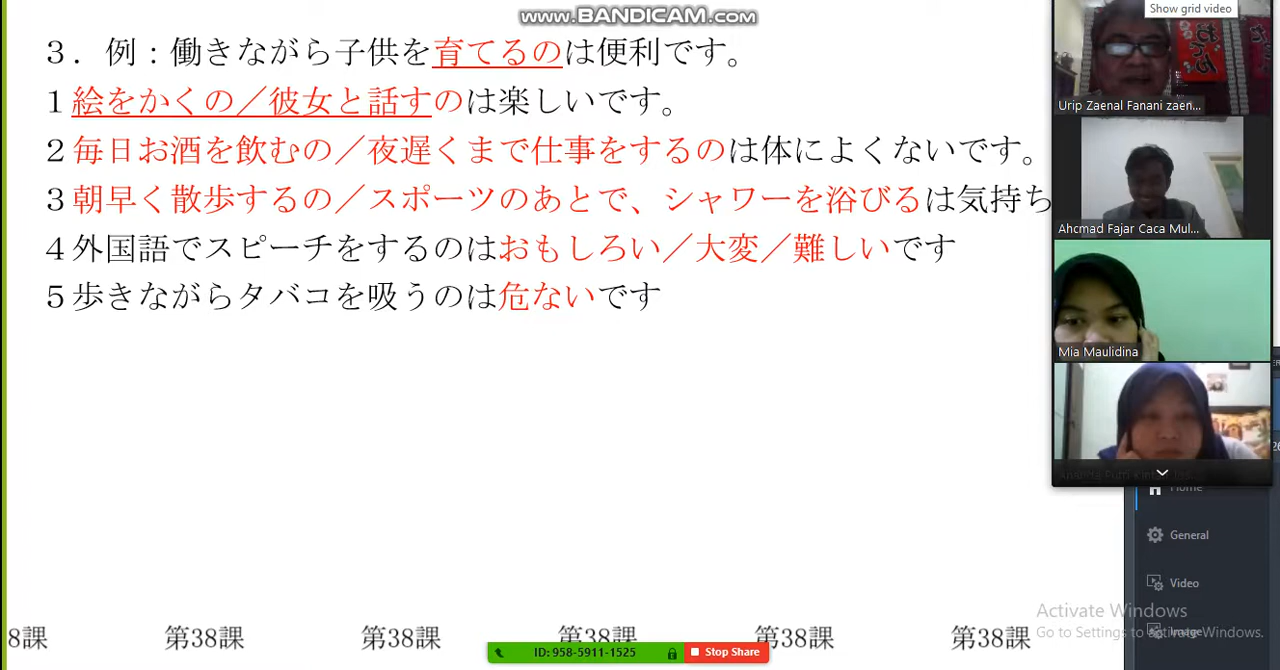 www.BANDICAM.com
Show grid video
3．例：働きながら子供を育てるのは便利です。
1絵をかくの／彼女と話すのは楽しいです。
2毎日お酒を飲むの／夜遅くまで仕事をするのは体によくないです。
3朝早く散歩するの／スポーツのあとで、シャワーを浴びるは気持ち
4外国語でスピーチをするのはおもしろい／大変／難しいです
5歩きながらタバコを吸うのは危ないです
Urip Zaenal Fanani zaen...
Ahcmad Fajar Caca Mul...
Mia Maulidina
Home
General
Video
Image
Activate Windows
Go to Settings to activate Windows.
8課 第38課 第38課 第38課 第38課 第38課
ID: 958-5911-1525 Stop Share